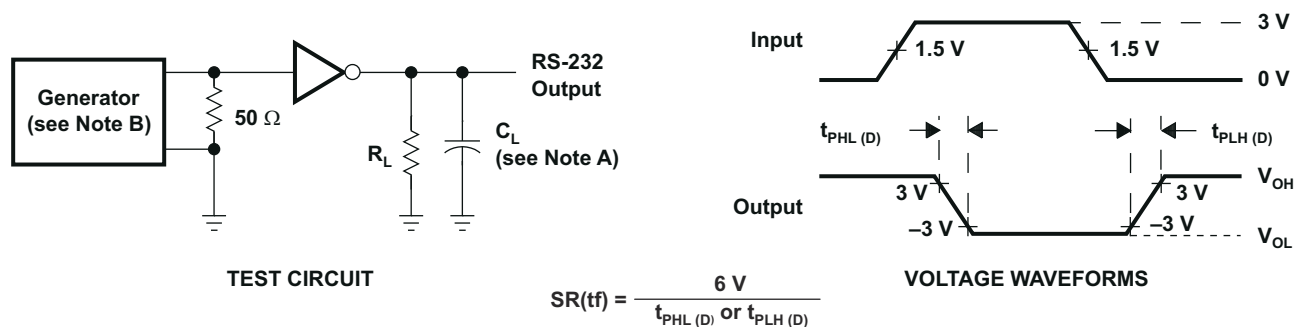 Generator
(see Note B)
50 Ω
RS-232
Output
R_L
C_L
(see Note A)
TEST CIRCUIT
Input
3 V
1.5 V
1.5 V
0 V
t_PHL (D)
t_PLH (D)
Output
V_OH
3 V
3 V
–3 V
–3 V
V_OL
VOLTAGE WAVEFORMS
SR(tf) = 6 V / t_PHL (D) or t_PLH (D)